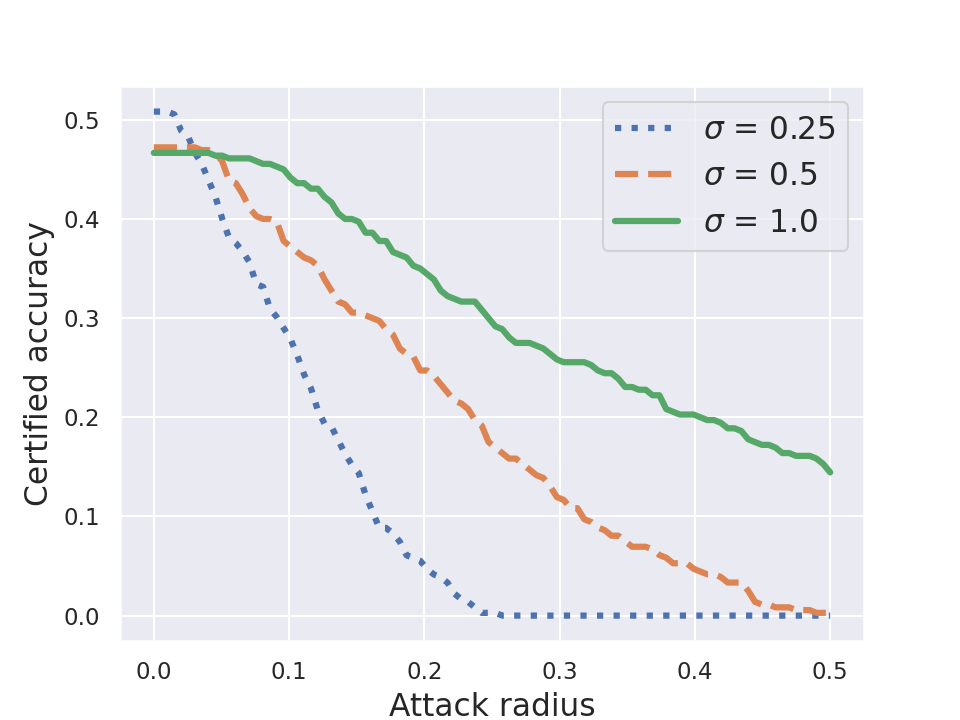 σ = 0.25
σ = 0.5
σ = 1.0
Certified accuracy
0.5
0.4
0.3
0.2
0.1
0.0
0.0 0.1 0.2 0.3 0.4 0.5
Attack radius